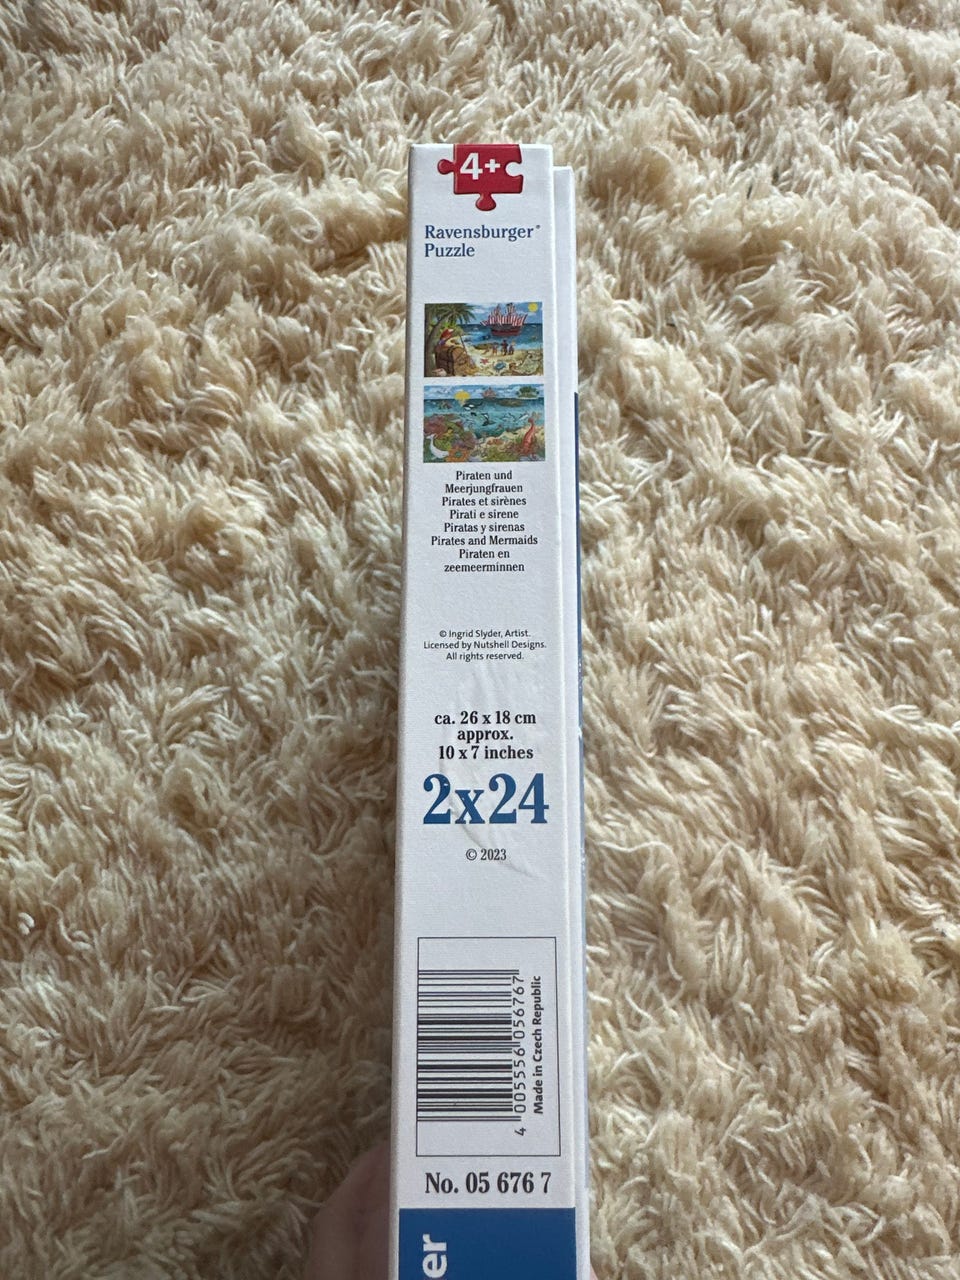 4+
Ravensburger®
Puzzle
Piraten und
Meerjungfrauen
Pirates et sirènes
Pirati e sirene
Piratas y sirenas
Pirates and Mermaids
Piraten en
zeemeerminnen
© Ingrid Slyder, Artist.
Licensed by Nutshell Designs.
All rights reserved.
ca. 26 x 18 cm
approx.
10 x 7 inches
2x24
© 2023
4 005556 056767
Made in Czech Republic
No. 05 676 7
er